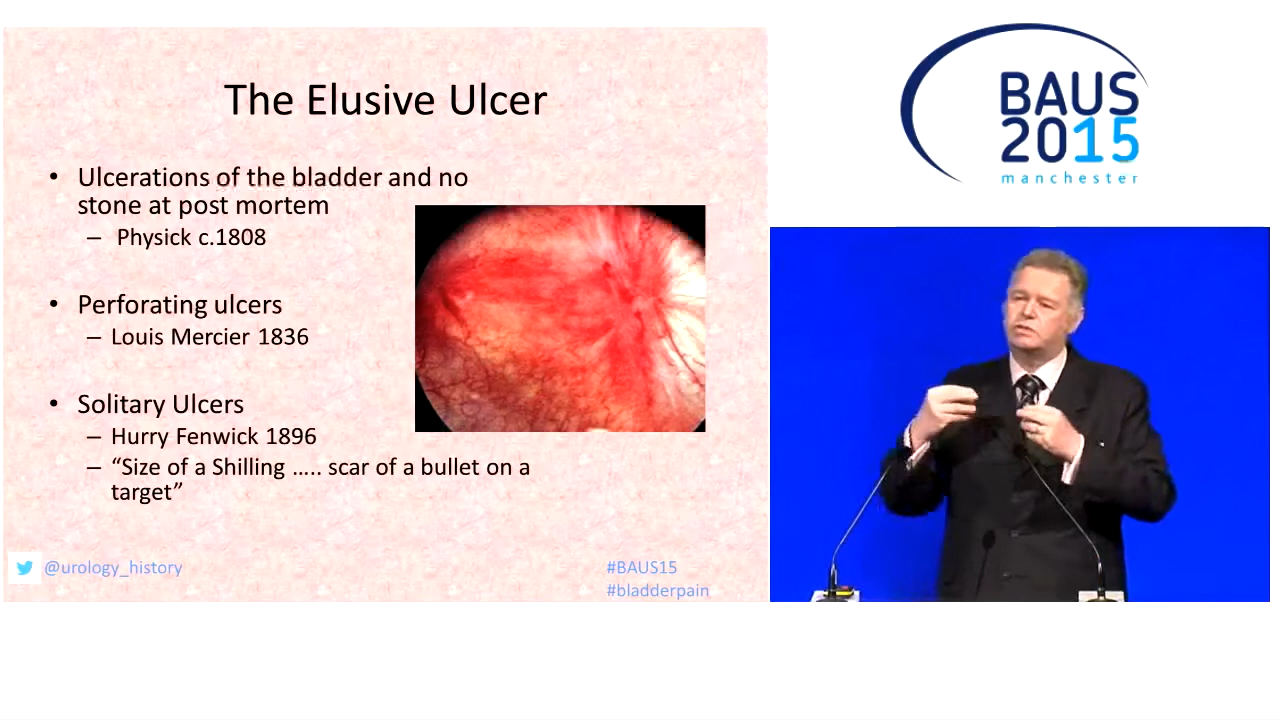 The Elusive Ulcer
• Ulcerations of the bladder and no
stone at post mortem
– Physick c.1808
• Perforating ulcers
– Louis Mercier 1836
• Solitary Ulcers
– Hurry Fenwick 1896
– “Size of a Shilling ..... scar of a bullet on a
target”
@urology_history
#BAUS15
#bladderpain
BAUS
2015
manchester